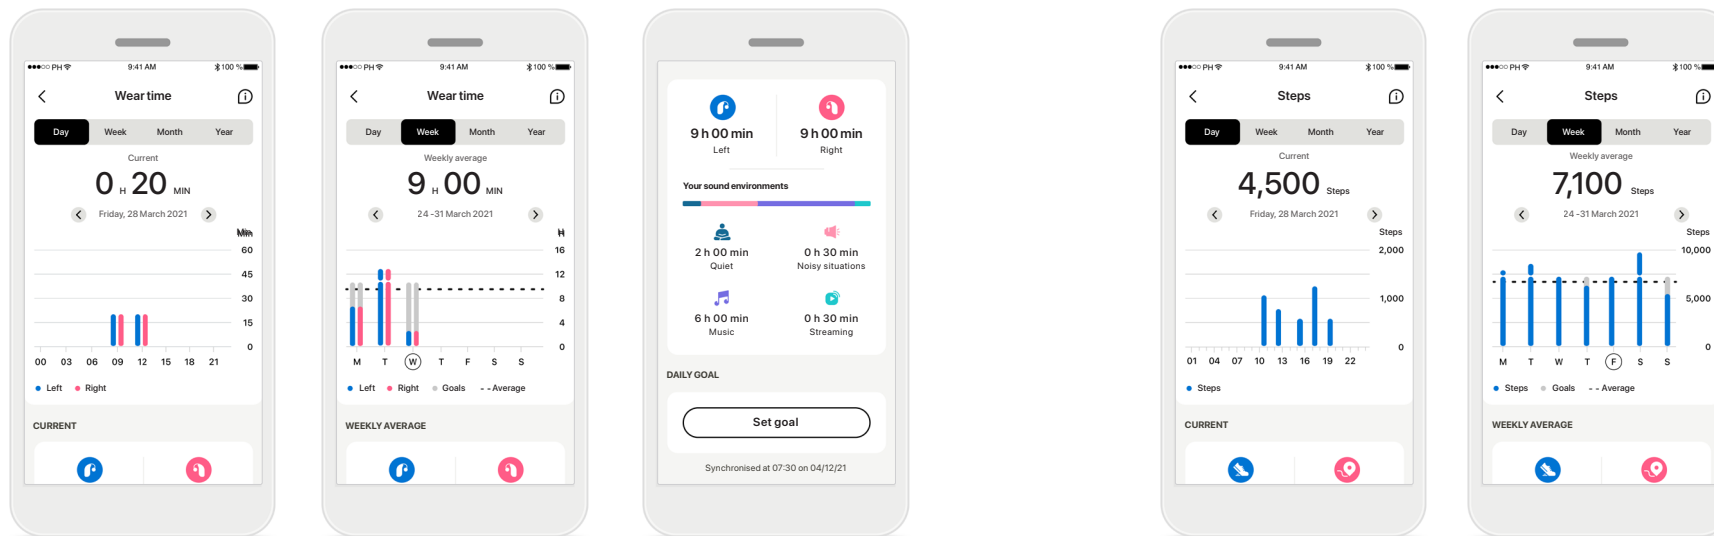 PH 9:41 AM 100 %
Wear time
Day Week Month Year
Current
0 H 20 MIN
Friday, 28 March 2021
Min
60
45
30
15
0
00 03 06 09 12 15 18 21
Left Right
CURRENT
PH 9:41 AM 100 %
Wear time
Day Week Month Year
Weekly average
9 H 00 MIN
24 -31 March 2021
H
16
12
8
4
0
M T W T F S S
Left Right Goals - - Average
WEEKLY AVERAGE
9 h 00 min 9 h 00 min
Left Right
Your sound environments
2 h 00 min 0 h 30 min
Quiet Noisy situations
6 h 00 min 0 h 30 min
Music Streaming
DAILY GOAL
Set goal
Synchronised at 07:30 on 04/12/21
PH 9:41 AM 100 %
Steps
Day Week Month Year
Current
4,500 Steps
Friday, 28 March 2021
Steps
2,000
1,000
0
01 04 07 10 13 16 19 22
Steps
CURRENT
PH 9:41 AM 100 %
Steps
Day Week Month Year
Weekly average
7,100 Steps
24 -31 March 2021
Steps
10,000
5,000
0
M T W T F S S
Steps Goals - - Average
WEEKLY AVERAGE